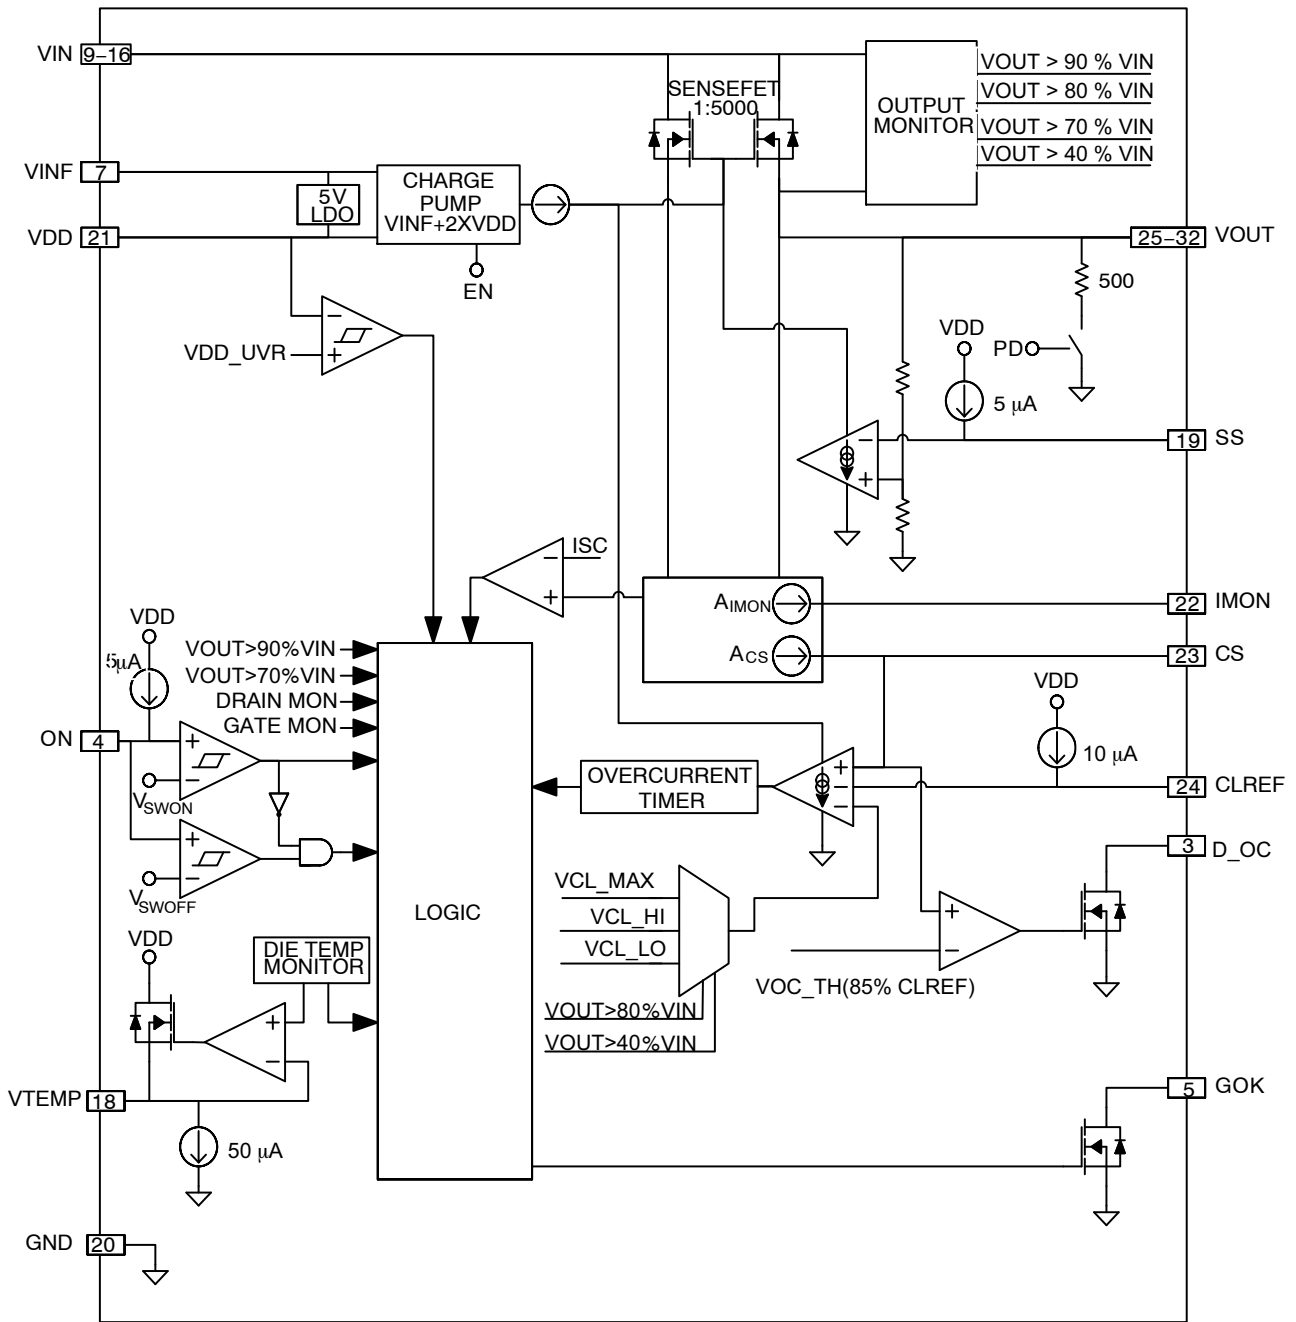 VIN 9–16
VOUT > 90 % VIN
SENSEFET
1:5000
OUTPUT
MONITOR
VOUT > 80 % VIN
VOUT > 70 % VIN
VOUT > 40 % VIN
VINF 7
5V
LDO
CHARGE
PUMP
VINF+2XVDD
VDD 21
25–32 VOUT
EN
500
−
+
VDD_UVR
VDD
PD
5 μA
−
+
19 SS
ISC
−
+
AIMON
22 IMON
ACS
23 CS
VDD
5μA
VOUT>90%VIN
VOUT>70%VIN
DRAIN MON
GATE MON
VDD
10 μA
ON 4
+
−
VSWON
OVERCURRENT
TIMER
+
−
−
24 CLREF
3 D_OC
+
−
VSWOFF
LOGIC
VCL_MAX
VCL_HI
VCL_LO
+
−
VOC_TH(85% CLREF)
VDD
DIE TEMP
MONITOR
VOUT>80%VIN
VOUT>40%VIN
+
−
VTEMP 18
50 μA
5 GOK
GND 20